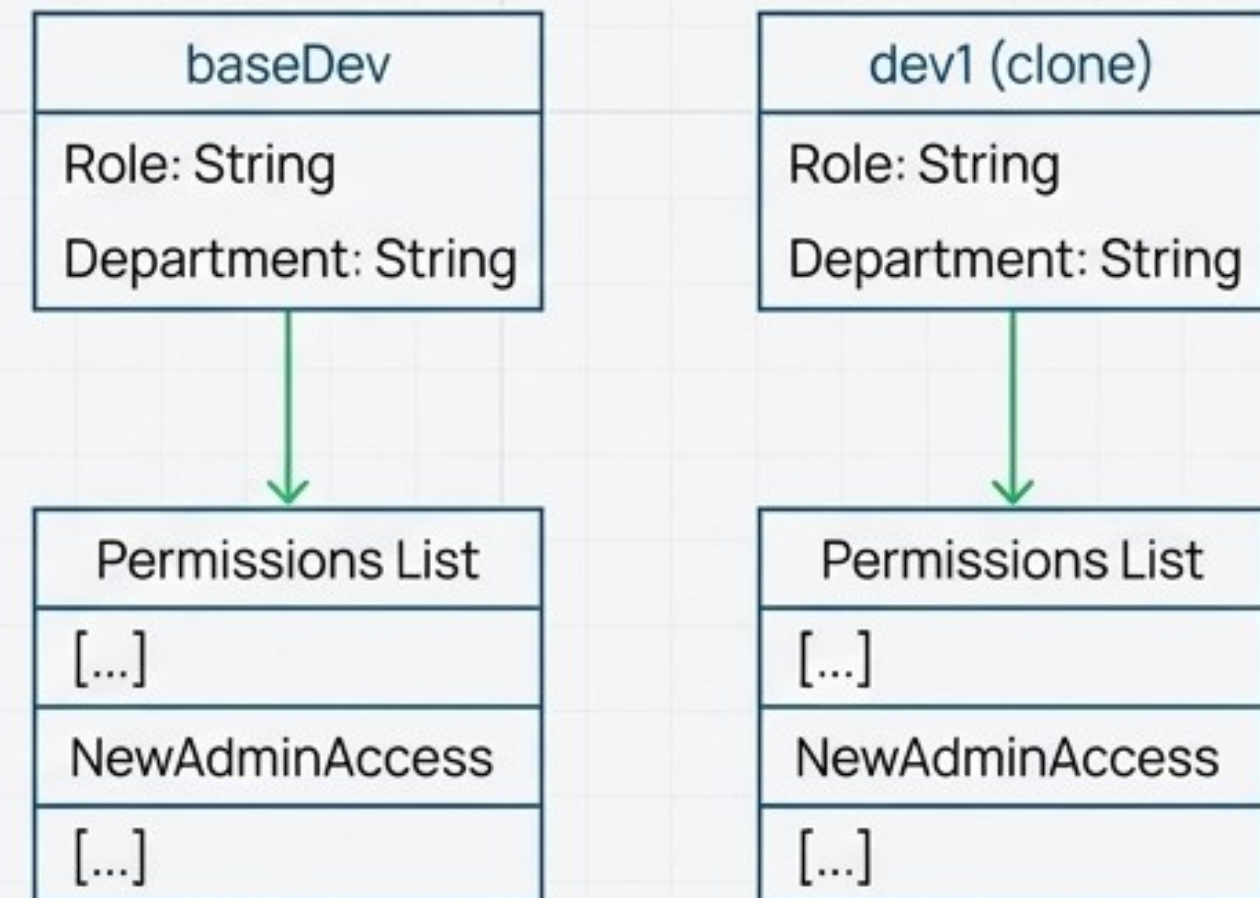 baseDev
Role: String
Department: String
Permissions List
[...]
NewAdminAccess
[...]
dev1 (clone)
Role: String
Department: String
Permissions List
[...]
NewAdminAccess
[...]